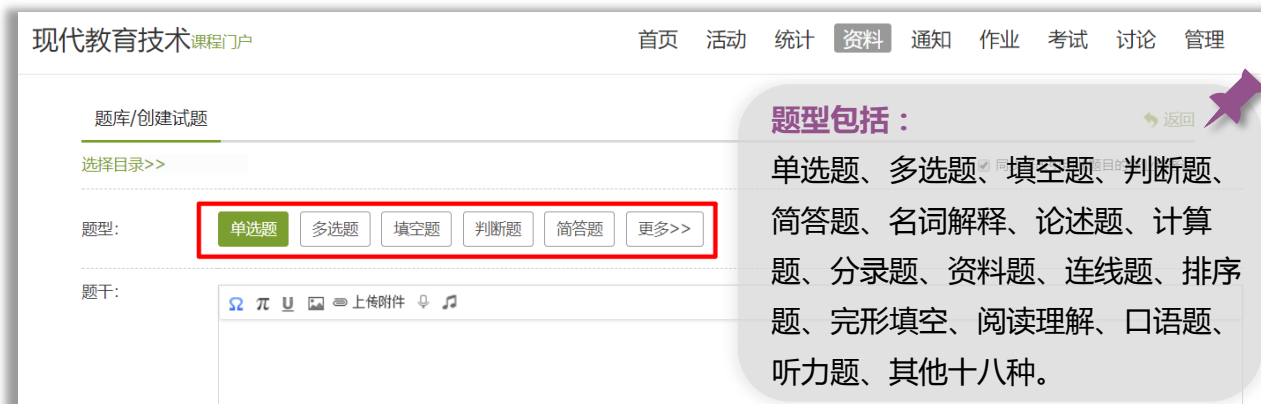 现代教育技术课程门户
首页 活动 统计 资料 通知 作业 考试 讨论 管理
题库/创建试题
返回
选择目录>>
题型:
单选题 多选题 填空题 判断题 简答题 更多>>
题干:
Ω π U 上传附件
题型包括：
单选题、多选题、填空题、判断题、
简答题、名词解释、论述题、计算
题、分录题、资料题、连线题、排序
题、完形填空、阅读理解、口语题、
听力题、其他十八种。